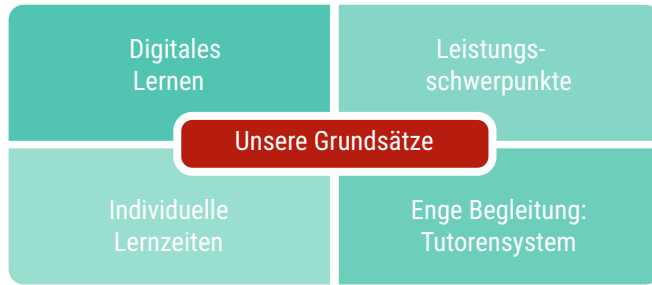 Digitales
Lernen
Leistungs-
schwerpunkte
Unsere Grundsätze
Individuelle
Lernzeiten
Enge Begleitung:
Tutorensystem